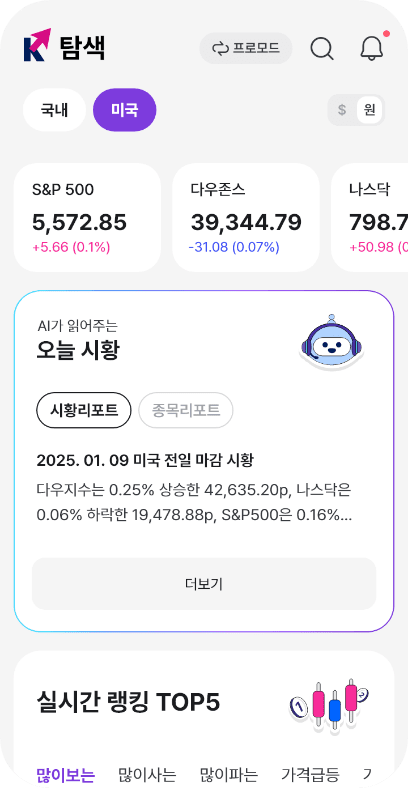 탐색
프로모드
국내
미국
$
원
S&P 500
다우존스
나스닥
5,572.85
39,344.79
798.7
+5.66 (0.1%)
-31.08 (0.07%)
+50.98 (0
AI가 읽어주는
오늘 시황
시황리포트
종목리포트
2025. 01. 09 미국 전일 마감 시황
다우지수는 0.25% 상승한 42,635.20p, 나스닥은
0.06% 하락한 19,478.88p, S&P500은 0.16%...
더보기
실시간 랭킹 TOP5
1
많이보는 많이사는 많이파는 가격급등